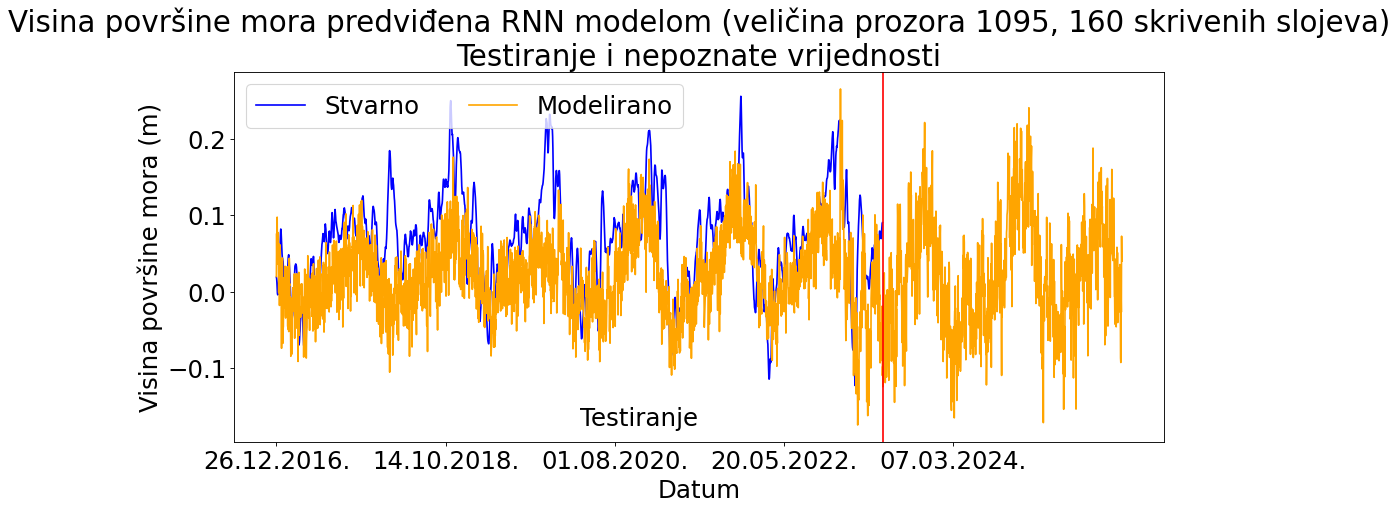 Visina površine mora predviđena RNN modelom (veličina prozora 1095, 160 skrivenih slojeva)
Testiranje i nepoznate vrijednosti
Stvarno Modelirano
Visina površine mora (m)
0.2
0.1
0.0
−0.1
Testiranje
26.12.2016. 14.10.2018. 01.08.2020. 20.05.2022. 07.03.2024.
Datum